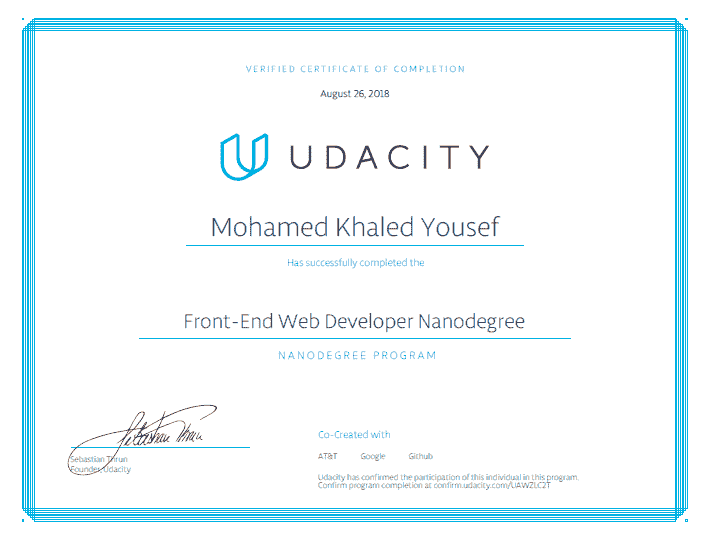 VERIFIED CERTIFICATE OF COMPLETION
August 26, 2018
UDACITY
Mohamed Khaled Yousef
Has successfully completed the
Front-End Web Developer Nanodegree
NANODEGREE PROGRAM
Sebastian Thrun
Sebastian Thrun
Founder, Udacity
Co-Created with
AT&T Google Github
Udacity has confirmed the participation of this individual in this program.
Confirm program completion at confirm.udacity.com/UAWZLC2T